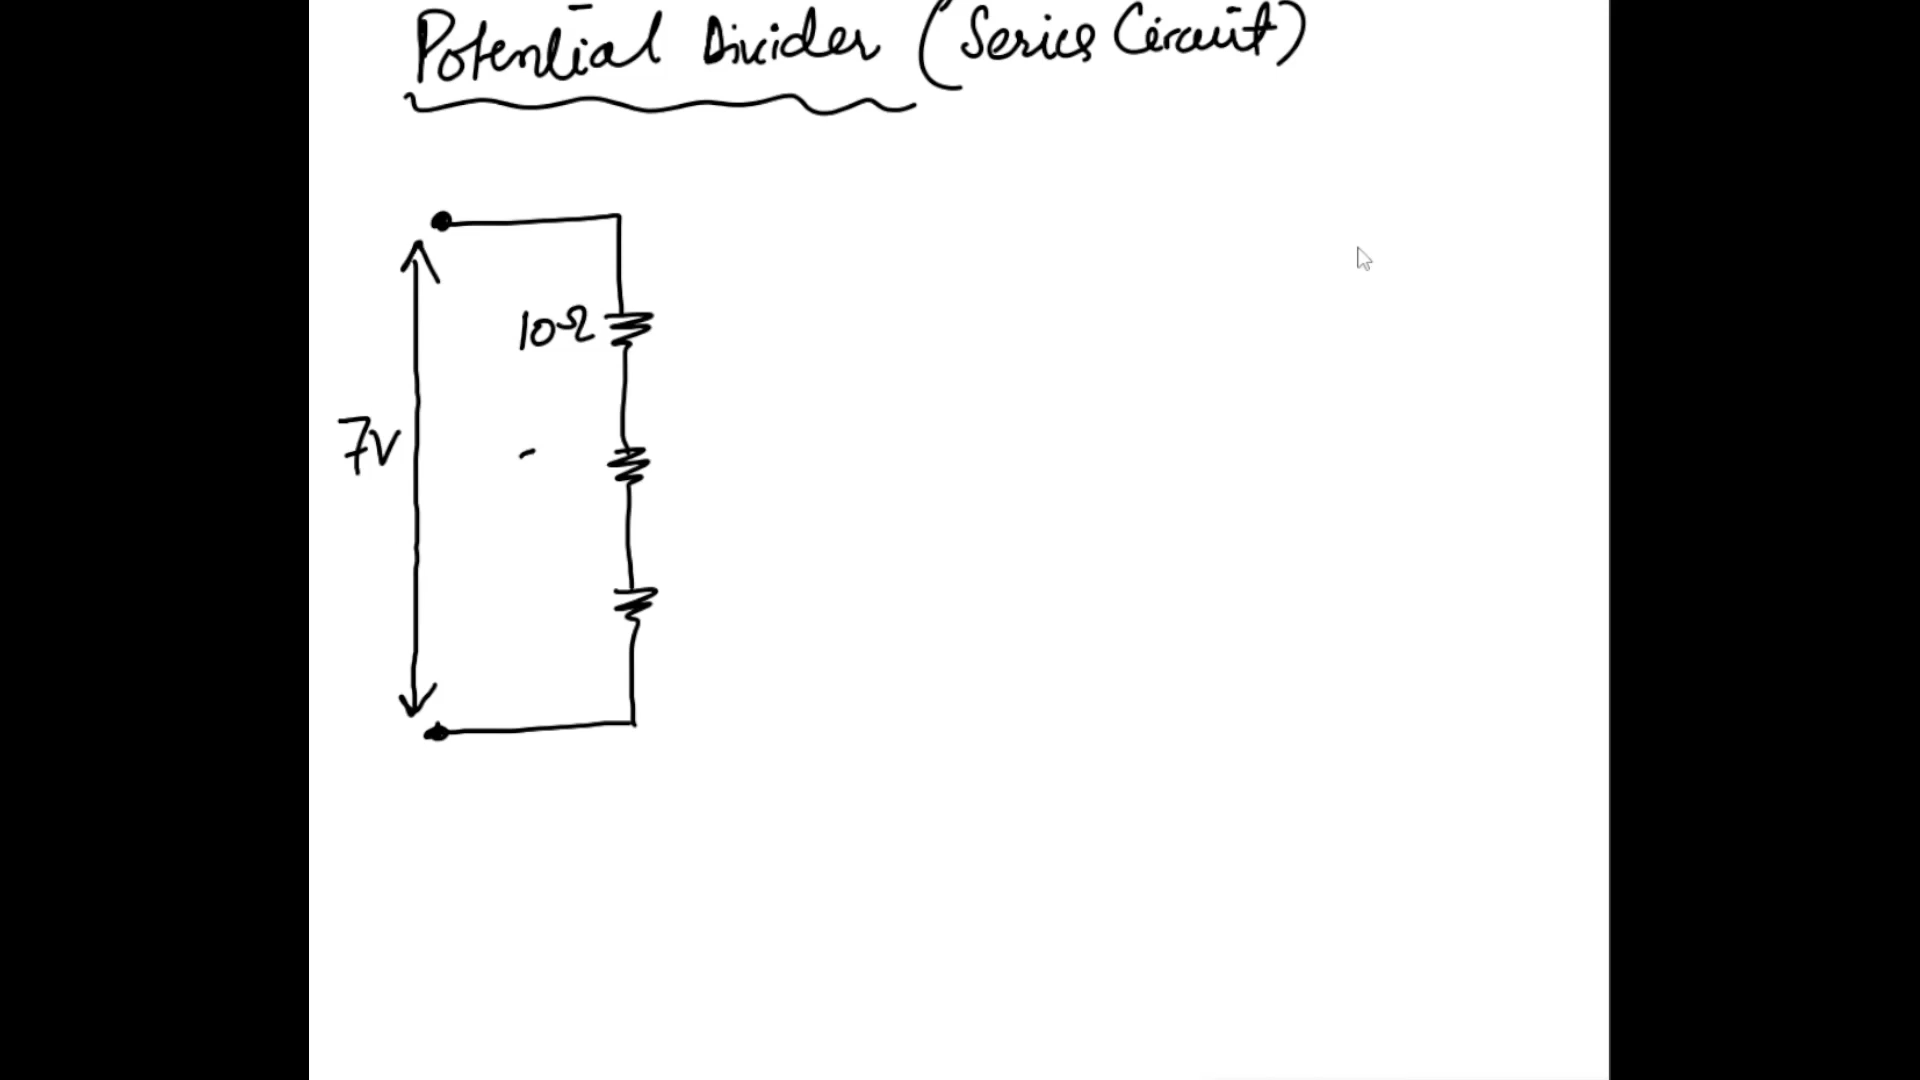 Potential Divider (Series Circuit)
10Ω
7V